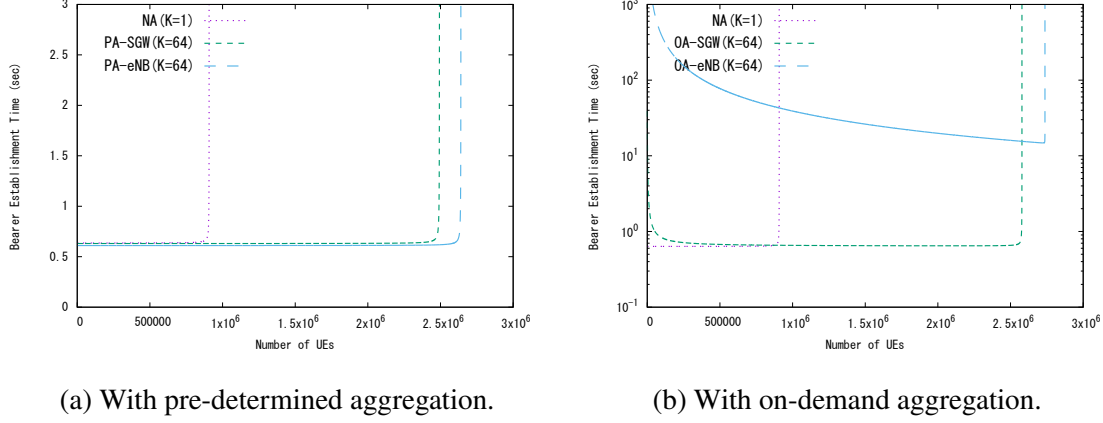 3
2.5
2
1.5
1
0.5
0
Bearer Establishment Time (sec)
NA(K=1)
PA-SGW(K=64)
PA-eNB(K=64)
0 500000 1x10^6 1.5x10^6 2x10^6 2.5x10^6 3x10^6
Number of UEs
(a) With pre-determined aggregation.
10^3
10^2
10^1
10^0
10^-1
Bearer Establishment Time (sec)
NA(K=1)
OA-SGW(K=64)
OA-eNB(K=64)
0 500000 1x10^6 1.5x10^6 2x10^6 2.5x10^6 3x10^6
Number of UEs
(b) With on-demand aggregation.